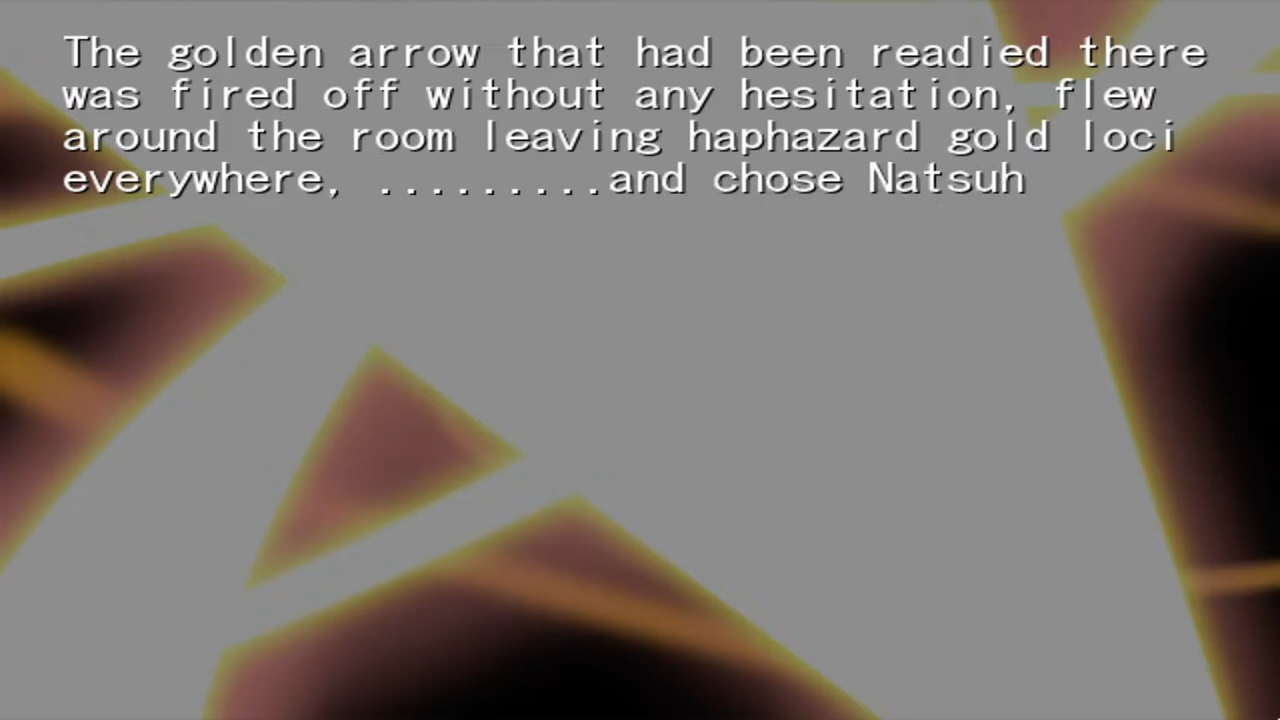 The golden arrow that had been readied there
was fired off without any hesitation, flew
around the room leaving haphazard gold loci
everywhere, .........and chose Natsuh